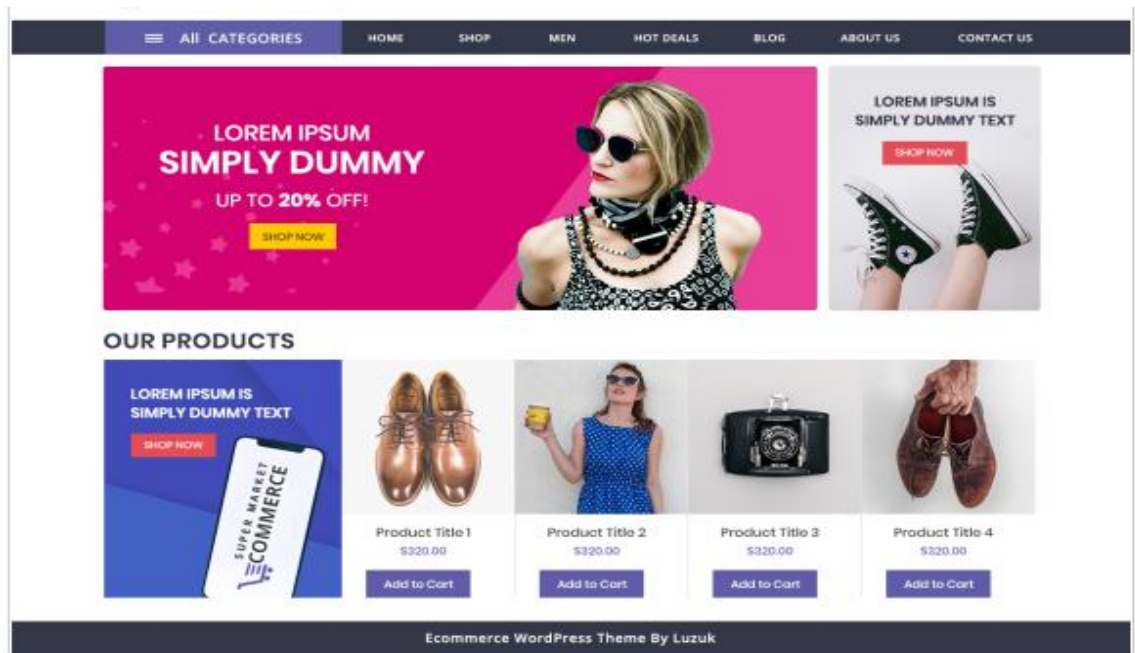 All CATEGORIES
HOME
SHOP
MEN
HOT DEALS
BLOG
ABOUT US
CONTACT US
LOREM IPSUM
SIMPLY DUMMY
UP TO 20% OFF!
SHOP NOW
LOREM IPSUM IS
SIMPLY DUMMY TEXT
SHOP NOW
OUR PRODUCTS
LOREM IPSUM IS
SIMPLY DUMMY TEXT
SHOP NOW
SUPER MARKET
ECOMMERCE
Product Title 1
$320.00
Add to Cart
Product Title 2
$320.00
Add to Cart
Product Title 3
$320.00
Add to Cart
Product Title 4
$320.00
Add to Cart
Ecommerce WordPress Theme By Luzuk